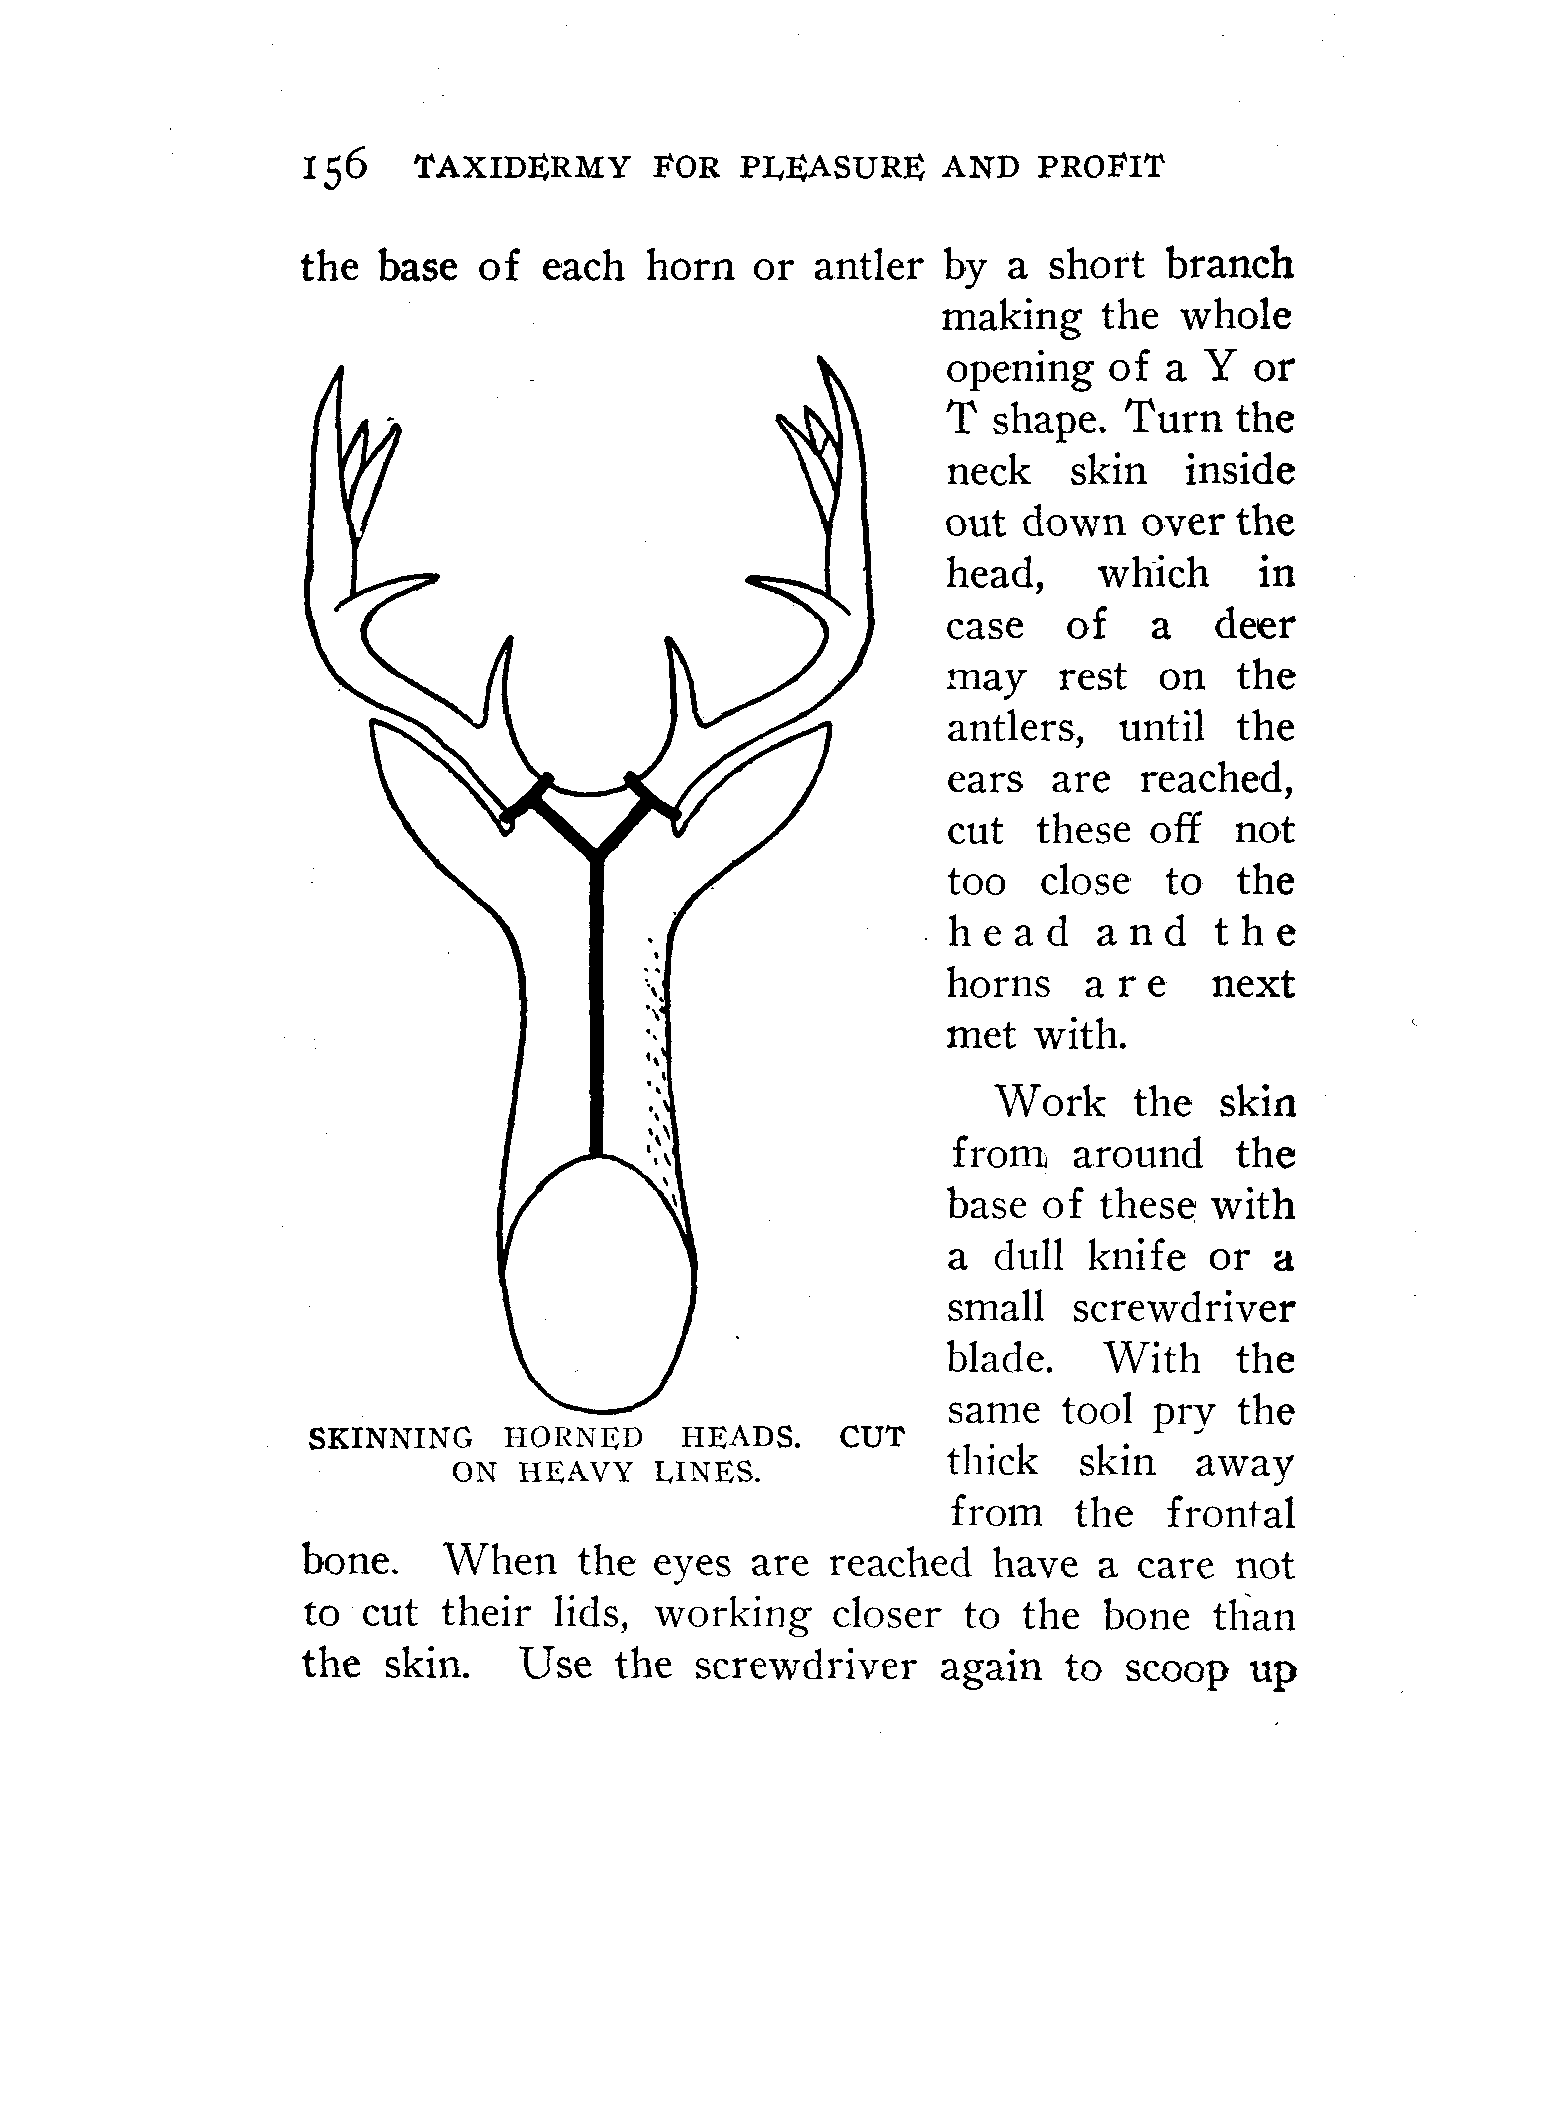 156 TAXIDERMY FOR PLEASURE AND PROFIT
the base of each horn or antler by a short branch
making the whole
opening of a Y or
T shape. Turn the
neck skin inside
out down over the
head, which in
case of a deer
may rest on the
antlers, until the
ears are reached,
cut these off not
too close to the
head and the
horns are next
met with.
Work the skin
from around the
base of these with
a dull knife or a
small screwdriver
blade. With the
same tool pry the
thick skin away
from the frontal
SKINNING HORNED HEADS. CUT
ON HEAVY LINES.
bone. When the eyes are reached have a care not
to cut their lids, working closer to the bone than
the skin. Use the screwdriver again to scoop up